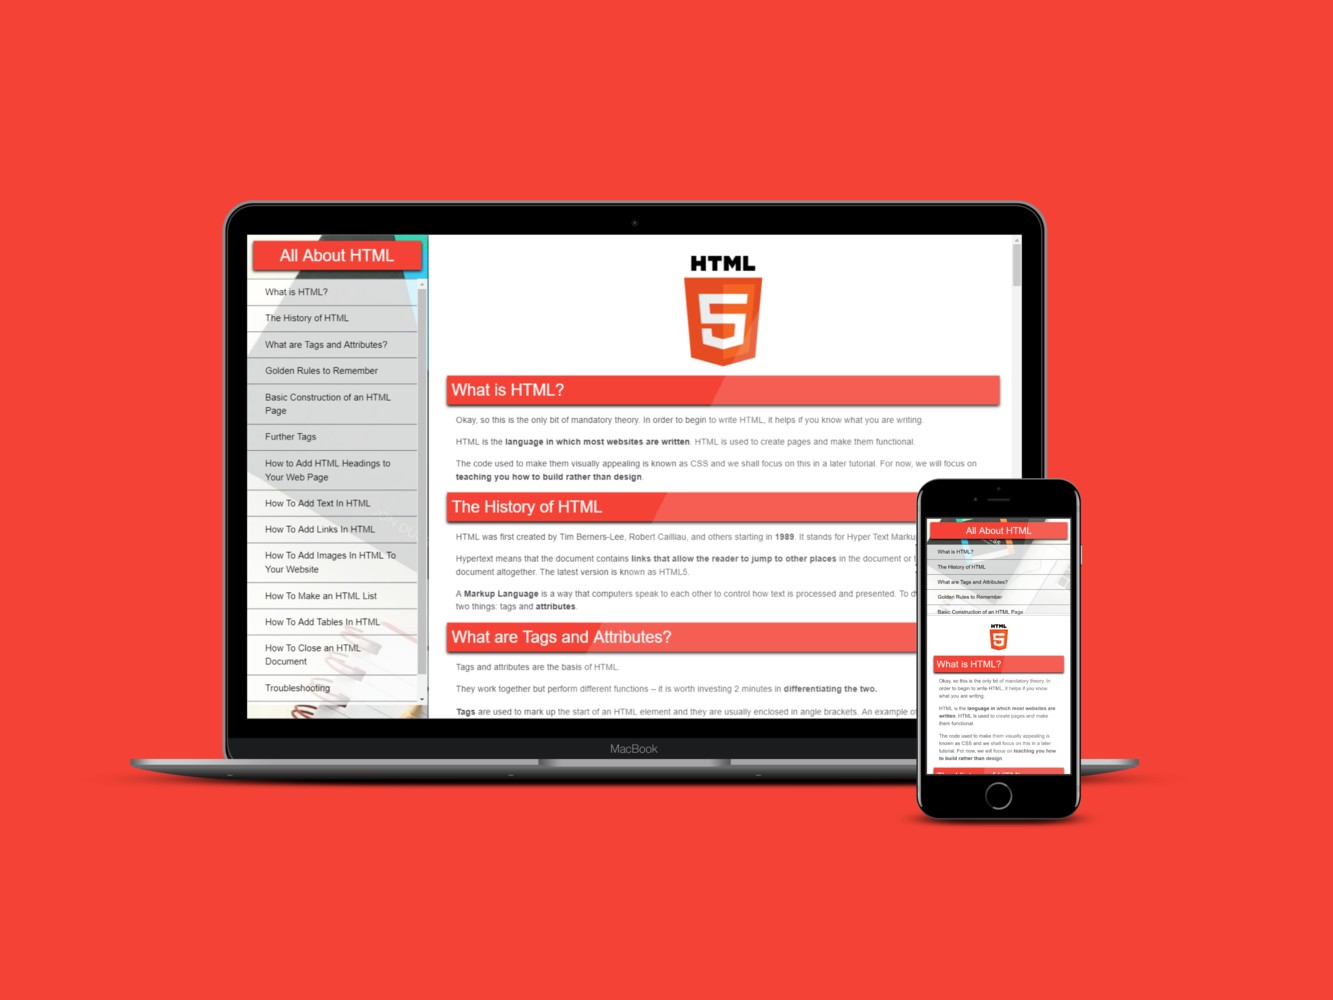 All About HTML
What is HTML?
The History of HTML
What are Tags and Attributes?
Golden Rules to Remember
Basic Construction of an HTML
Page
Further Tags
How to Add HTML Headings to
Your Web Page
How To Add Text In HTML
How To Add Links In HTML
How To Add Images In HTML To
Your Website
How To Make an HTML List
How To Add Tables In HTML
How To Close an HTML
Document
Troubleshooting
HTML
5
What is HTML?
Okay, so this is the only bit of mandatory theory. In order to begin to write HTML, it helps if you know what you are writing.
HTML is the language in which most websites are written. HTML is used to create pages and make them functional.
The code used to make them visually appealing is known as CSS and we shall focus on this in a later tutorial. For now, we will focus on
teaching you how to build rather than design.
The History of HTML
HTML was first created by Tim Berners-Lee, Robert Cailliau, and others starting in 1989. It stands for Hyper Text Marku
Hypertext means that the document contains links that allow the reader to jump to other places in the document or
document altogether. The latest version is known as HTML5.
A Markup Language is a way that computers speak to each other to control how text is processed and presented. To
two things: tags and attributes.
What are Tags and Attributes?
Tags and attributes are the basis of HTML.
They work together but perform different functions – it is worth investing 2 minutes in differentiating the two.
Tags are used to mark up the start of an HTML element and they are usually enclosed in angle brackets. An example of
MacBook
All About HTML
What is HTML?
The History of HTML
What are Tags and Attributes?
Golden Rules to Remember
Basic Construction of an HTML Page
HTML
5
What is HTML?
Okay, so this is the only bit of mandatory theory. In
order to begin to write HTML, it helps if you know
what you are writing.
HTML is the language in which most websites are
written. HTML is used to create pages and make
them functional.
The code used to make them visually appealing is
known as CSS and we shall focus on this in a later
tutorial. For now, we will focus on teaching you how
to build rather than design.